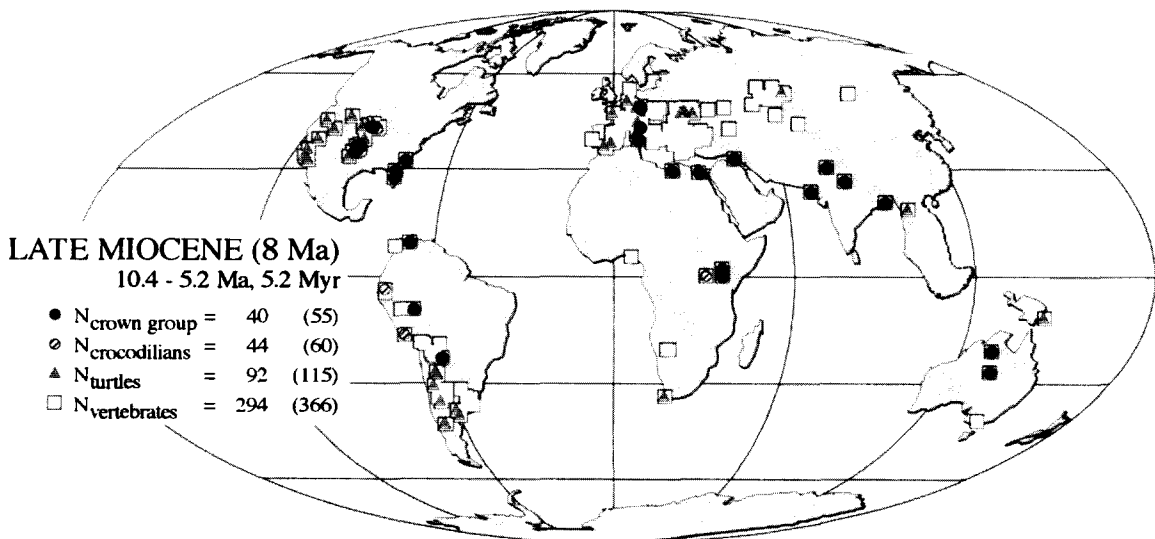 LATE MIOCENE (8 Ma)
10.4 - 5.2 Ma, 5.2 Myr
N crown group = 40 (55)
N crocodilians = 44 (60)
N turtles = 92 (115)
N vertebrates = 294 (366)